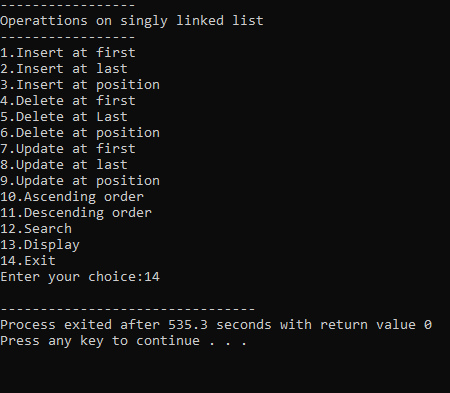 -----------------
Operattions on singly linked list
-----------------
1.Insert at first
2.Insert at last
3.Insert at position
4.Delete at first
5.Delete at Last
6.Delete at position
7.Update at first
8.Update at last
9.Update at position
10.Ascending order
11.Descending order
12.Search
13.Display
14.Exit
Enter your choice:14

--------------------------------
Process exited after 535.3 seconds with return value 0
Press any key to continue . . .